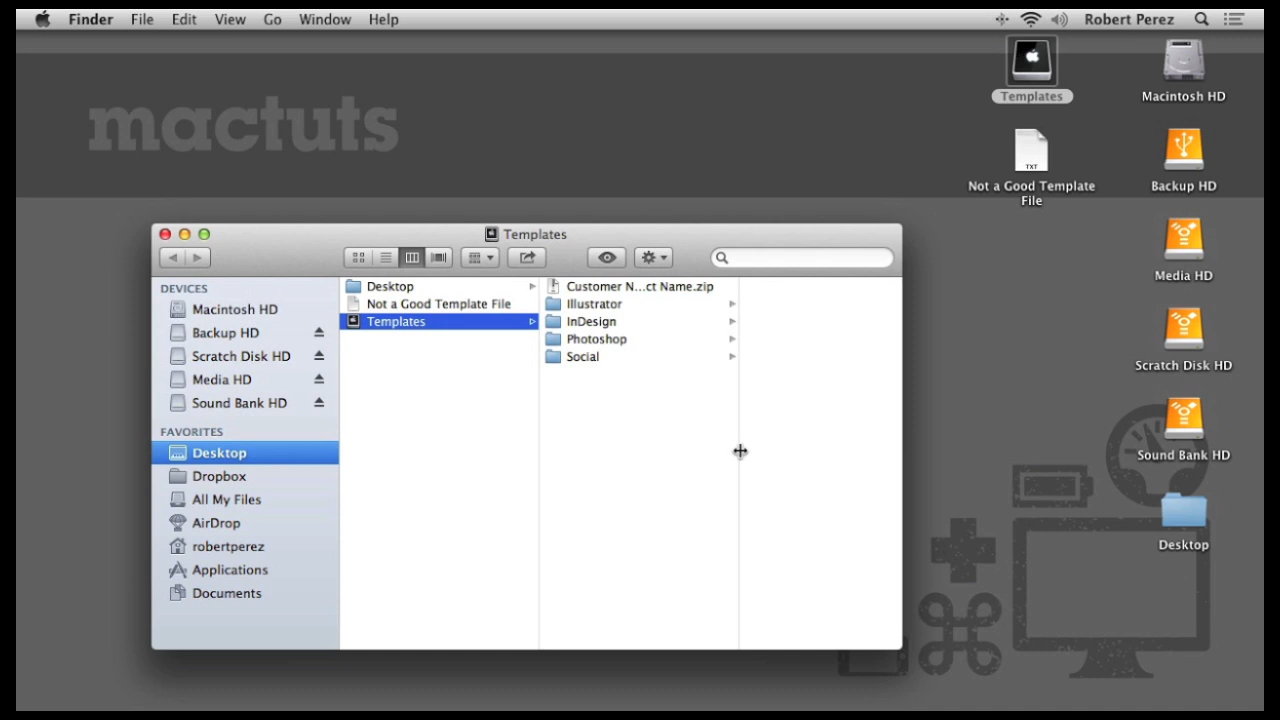 Finder File Edit View Go Window Help Robert Perez
mactuts
Templates
Macintosh HD
TXT
Not a Good Template
File
Backup HD
Media HD
Scratch Disk HD
Sound Bank HD
Desktop
Templates
DEVICES
Macintosh HD
Backup HD
Scratch Disk HD
Media HD
Sound Bank HD
FAVORITES
Desktop
Dropbox
All My Files
AirDrop
robertperez
Applications
Documents
Desktop
Not a Good Template File
Templates
Customer N...ct Name.zip
Illustrator
InDesign
Photoshop
Social